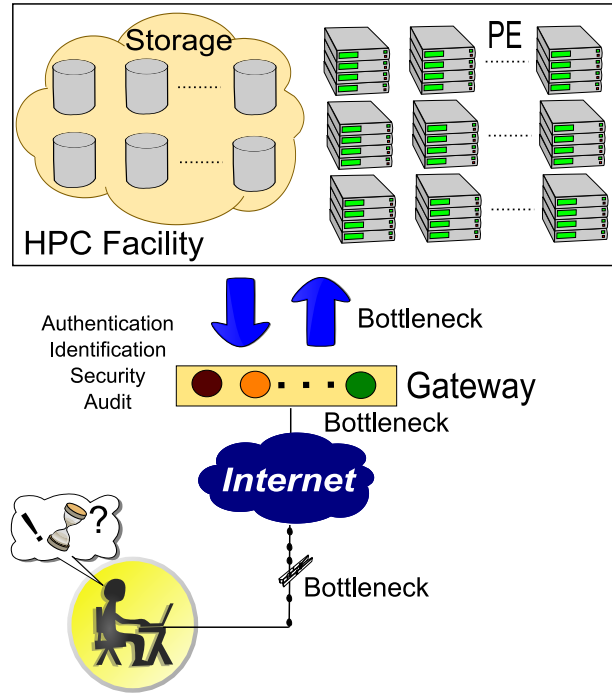 Storage
PE
HPC Facility
Authentication
Identification
Security
Audit
Bottleneck
Gateway
Bottleneck
Internet
! ?
Bottleneck